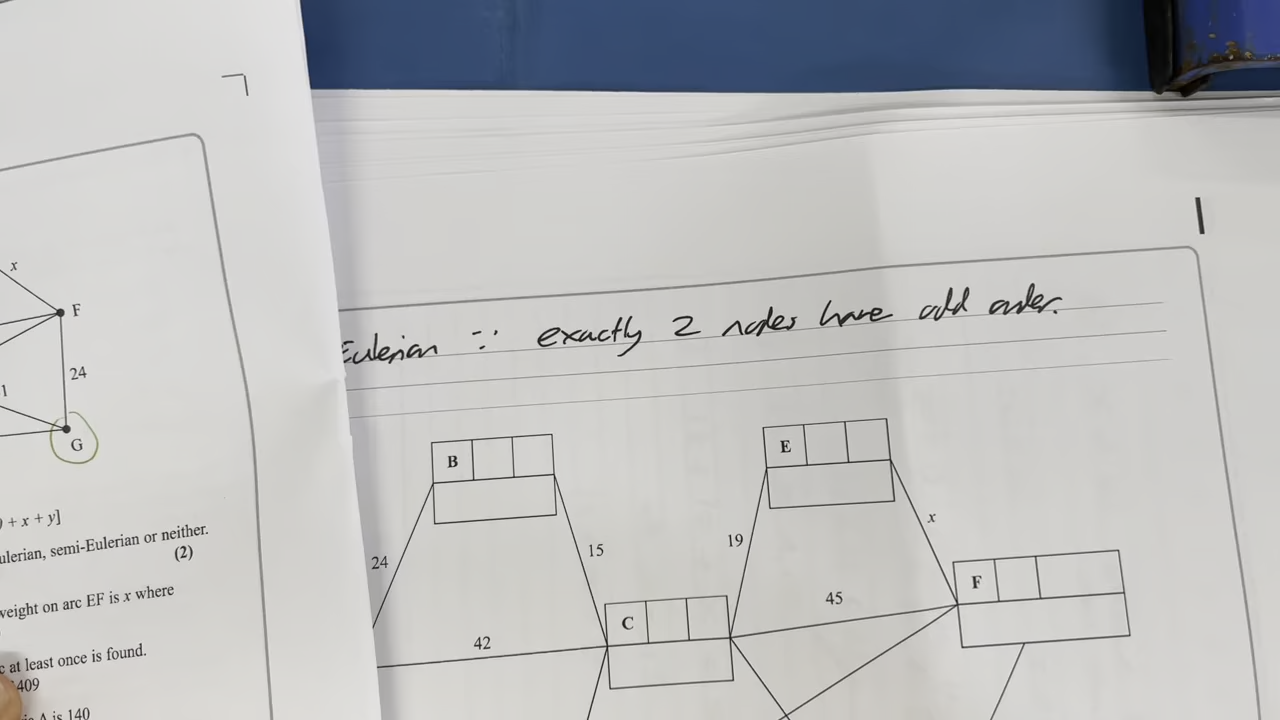 x
F
24
1
G
+ x + y]
ulerian, semi-Eulerian or neither.
(2)
weight on arc EF is x where
at least once is found.
409
A is 140
Eulerian ∵ exactly 2 nodes have odd order.
B
E
24
15
19
x
F
45
C
42